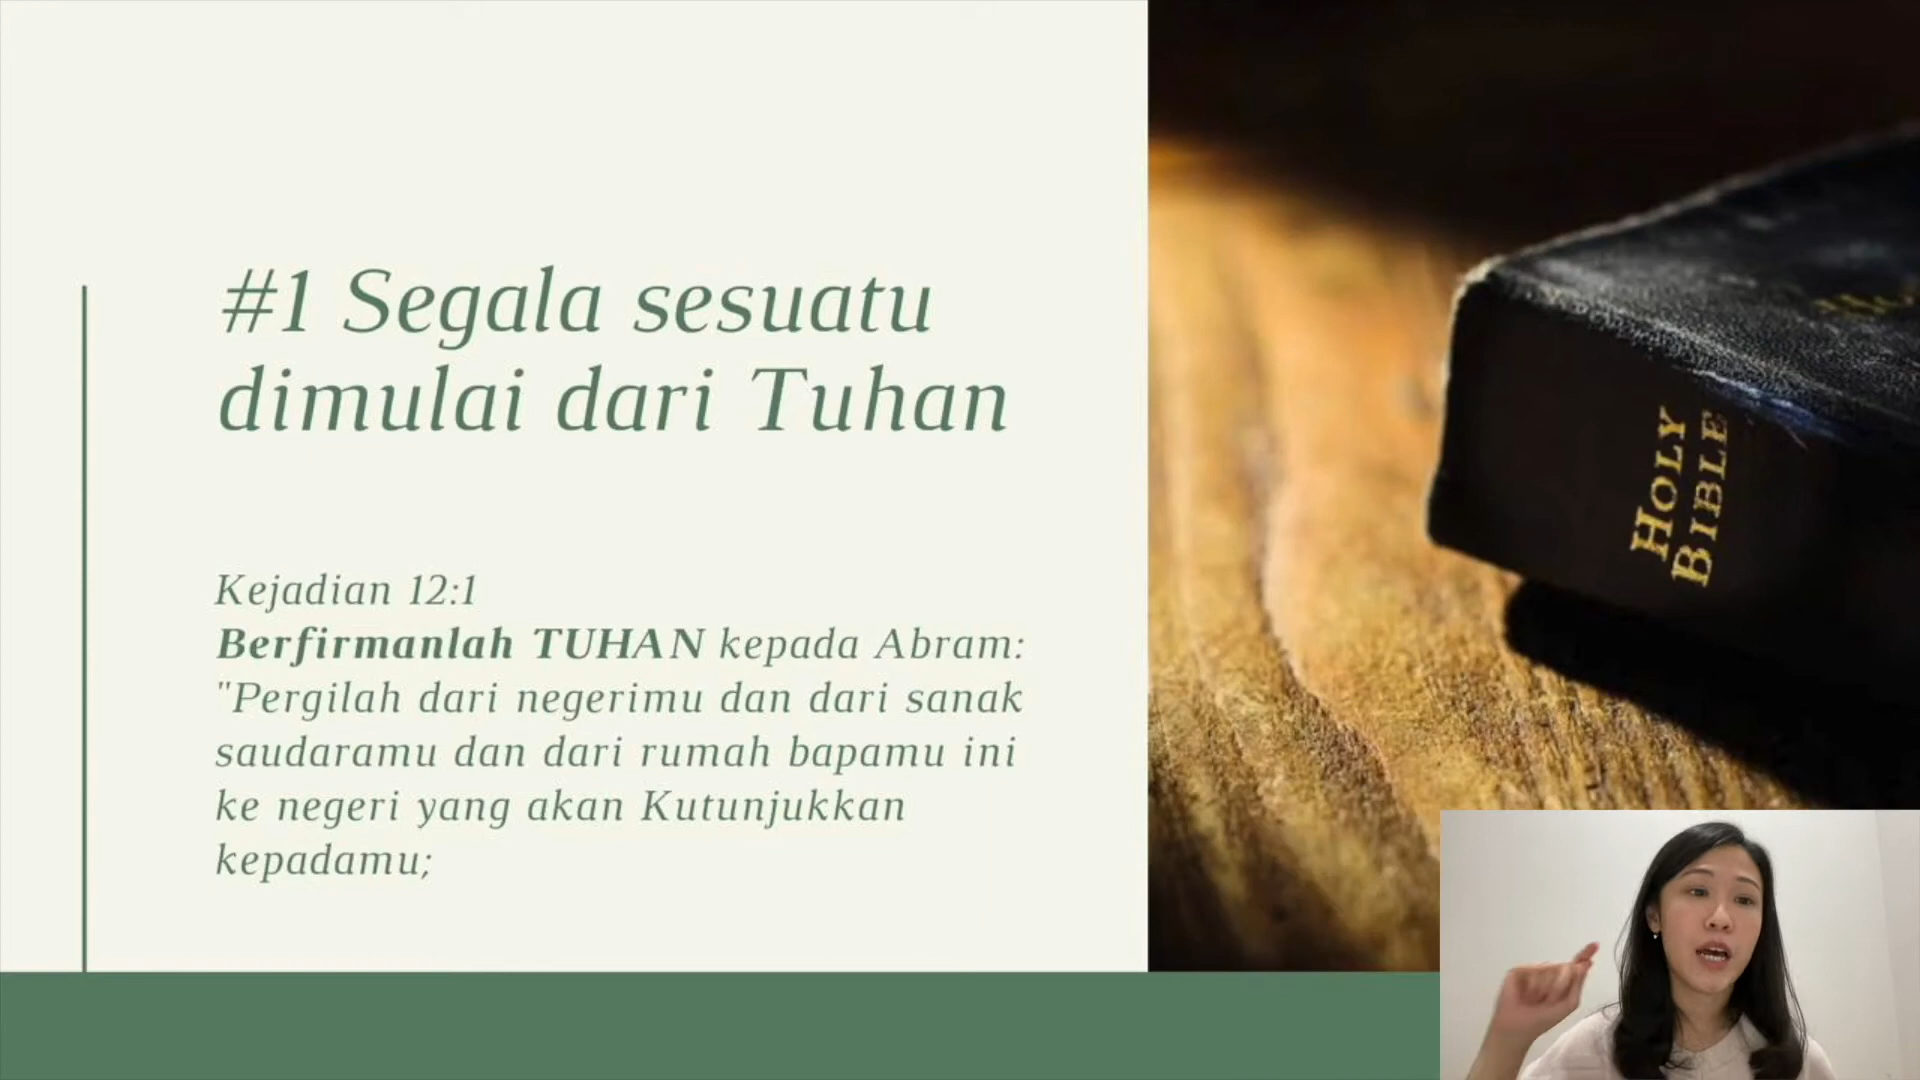 #1 Segala sesuatu
dimulai dari Tuhan
Kejadian 12:1
Berfirmanlah TUHAN kepada Abram:
"Pergilah dari negerimu dan dari sanak
saudaramu dan dari rumah bapamu ini
ke negeri yang akan Kutunjukkan
kepadamu;
HOLY
BIBLE